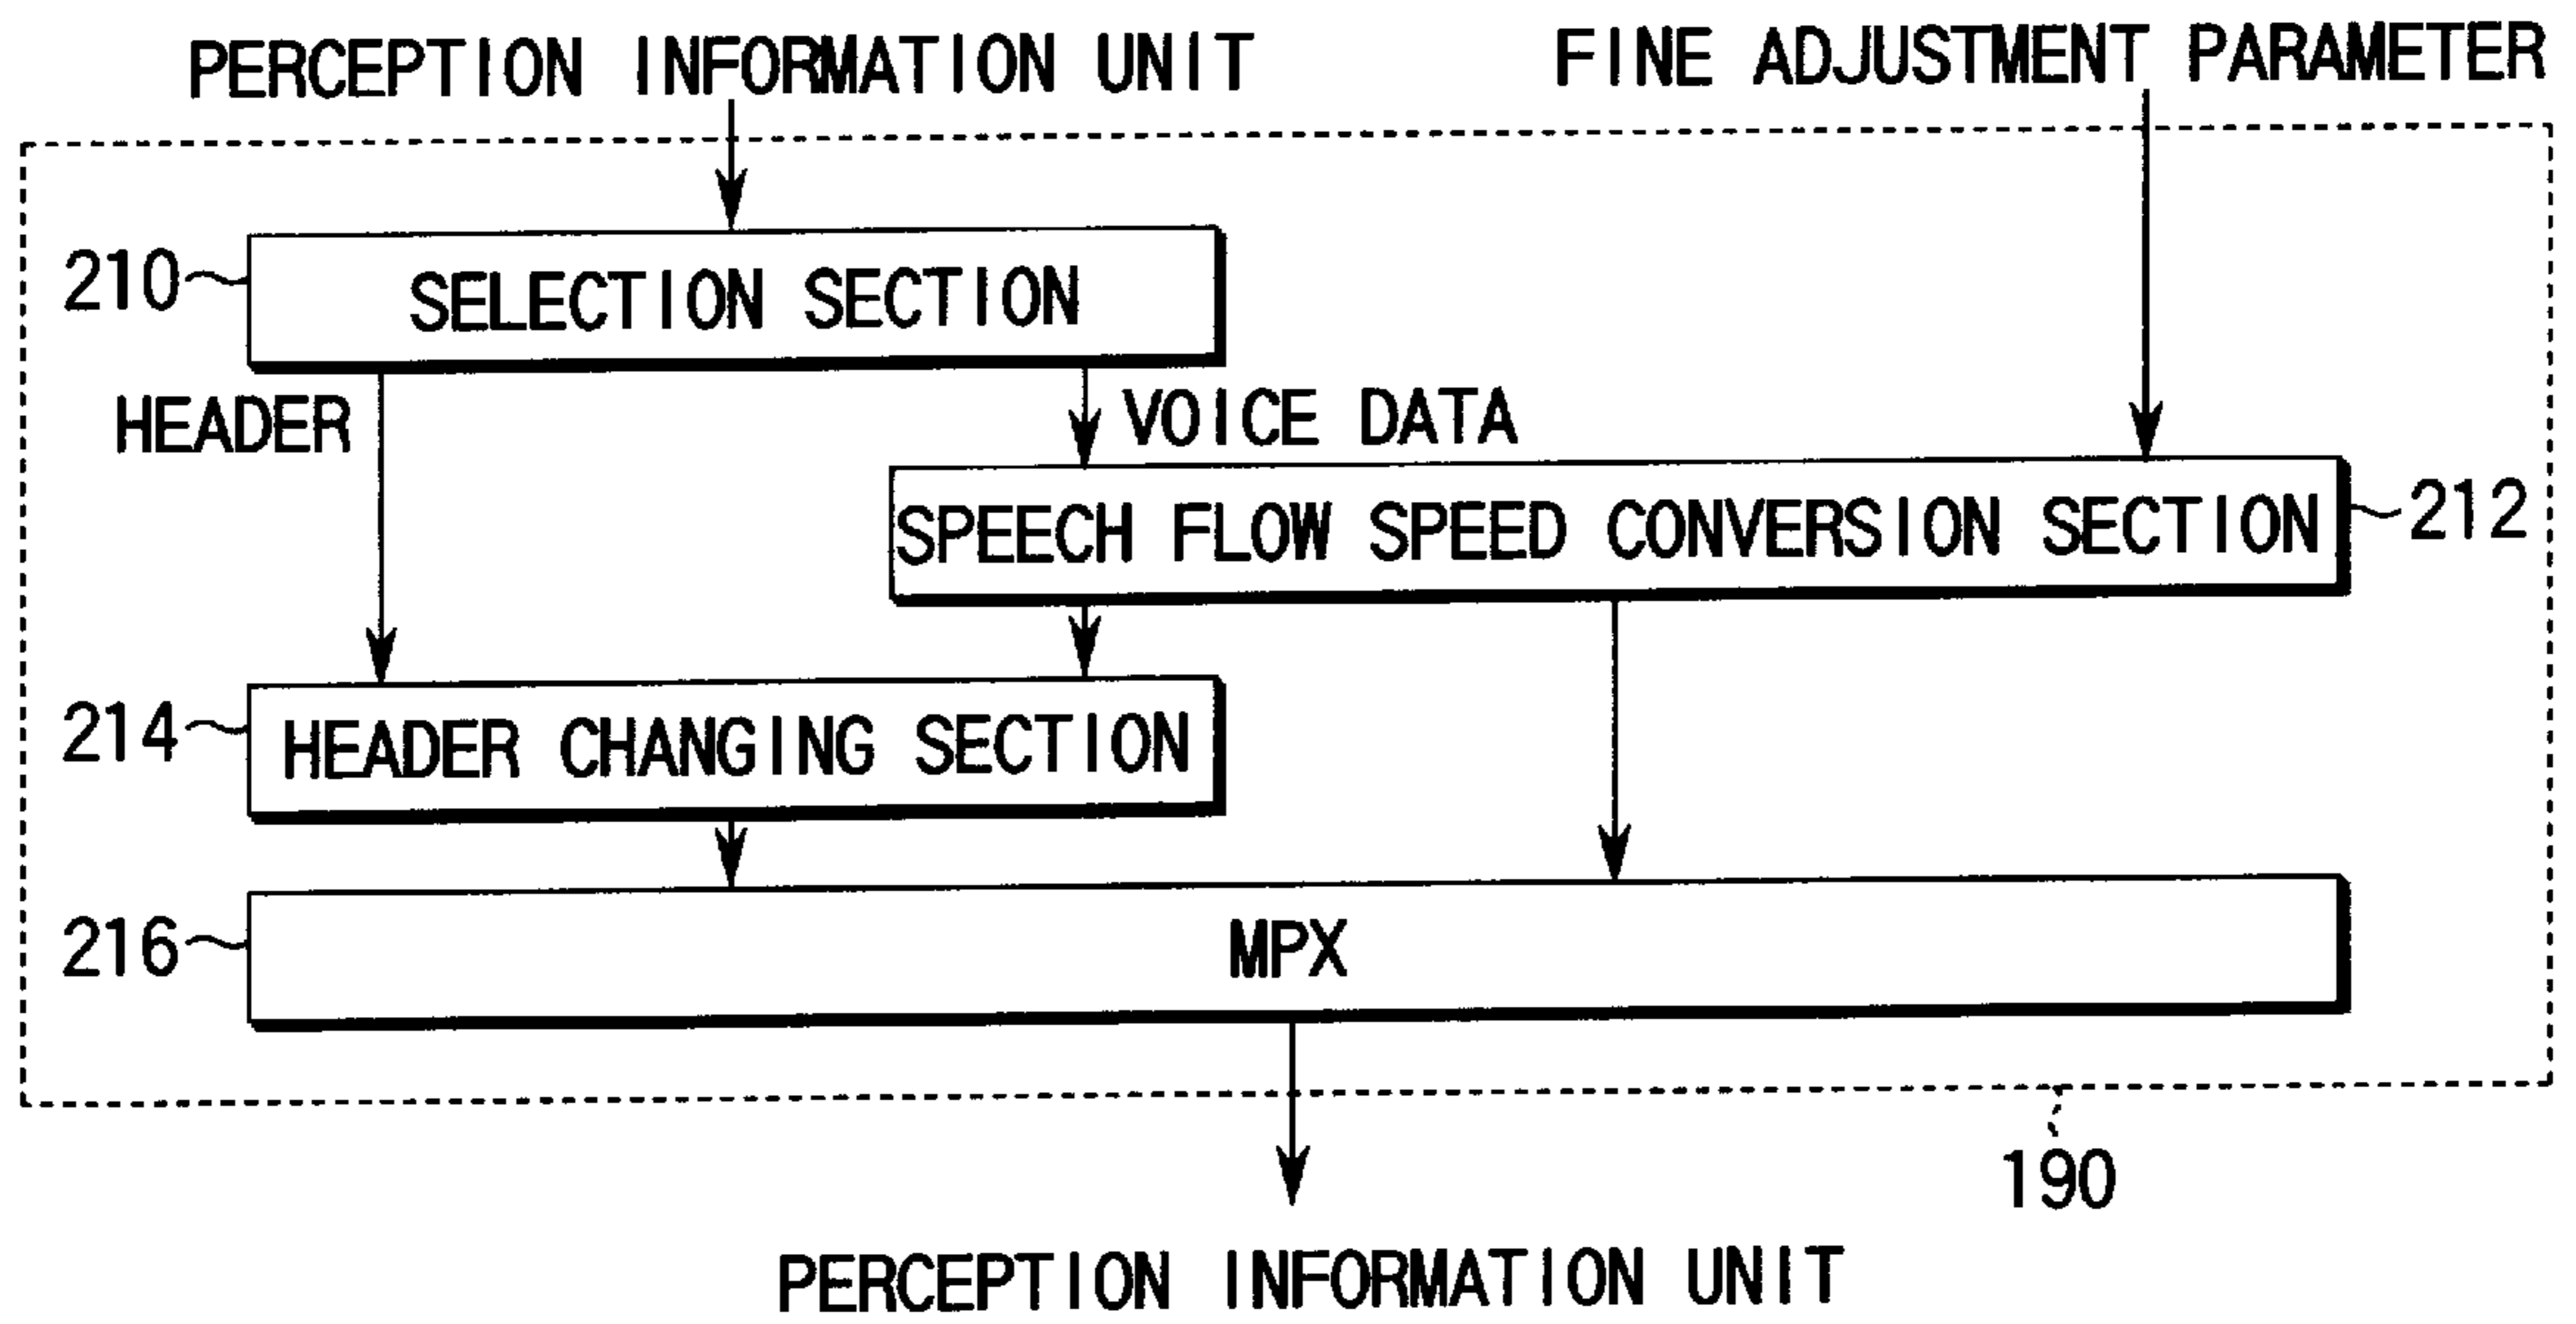 PERCEPTION INFORMATION UNIT
FINE ADJUSTMENT PARAMETER
210
SELECTION SECTION
HEADER
VOICE DATA
SPEECH FLOW SPEED CONVERSION SECTION
212
214
HEADER CHANGING SECTION
216
MPX
190
PERCEPTION INFORMATION UNIT